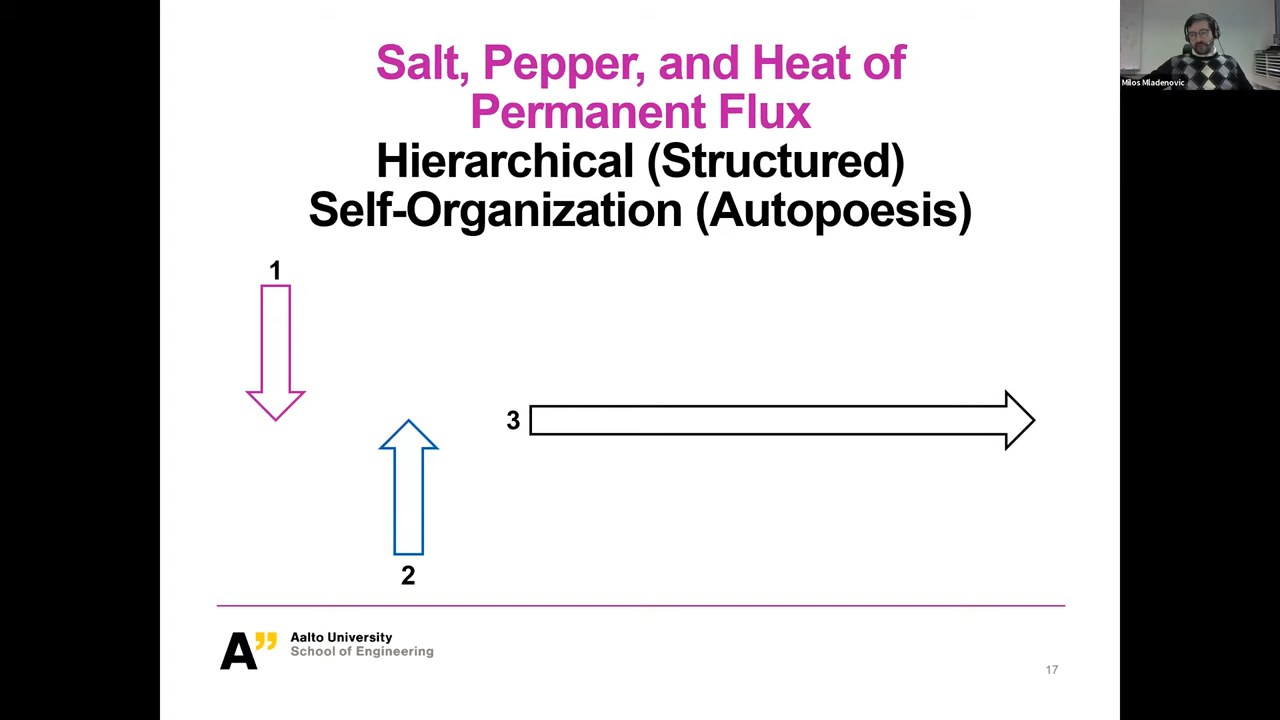 Salt, Pepper, and Heat of
Permanent Flux
Hierarchical (Structured)
Self-Organization (Autopoesis)
1
2
3
A”
Aalto University
School of Engineering
17
Milos Mladenovic